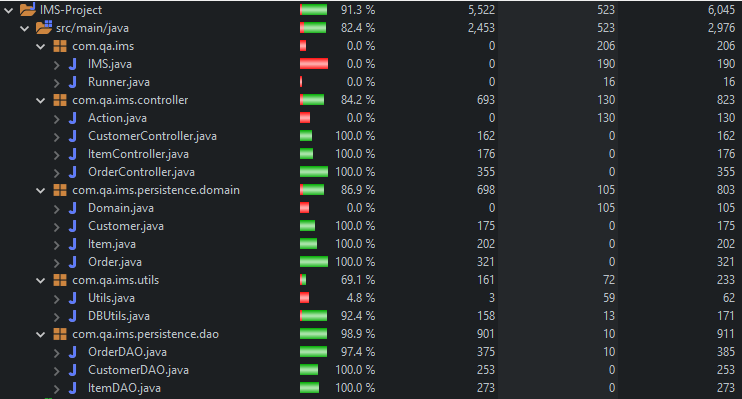 IMS-Project 91.3 % 5,522 523 6,045
src/main/java 82.4 % 2,453 523 2,976
com.qa.ims 0.0 % 0 206 206
IMS.java 0.0 % 0 190 190
Runner.java 0.0 % 0 16 16
com.qa.ims.controller 84.2 % 693 130 823
Action.java 0.0 % 0 130 130
CustomerController.java 100.0 % 162 0 162
ItemController.java 100.0 % 176 0 176
OrderController.java 100.0 % 355 0 355
com.qa.ims.persistence.domain 86.9 % 698 105 803
Domain.java 0.0 % 0 105 105
Customer.java 100.0 % 175 0 175
Item.java 100.0 % 202 0 202
Order.java 100.0 % 321 0 321
com.qa.ims.utils 69.1 % 161 72 233
Utils.java 4.8 % 3 59 62
DBUtils.java 92.4 % 158 13 171
com.qa.ims.persistence.dao 98.9 % 901 10 911
OrderDAO.java 97.4 % 375 10 385
CustomerDAO.java 100.0 % 253 0 253
ItemDAO.java 100.0 % 273 0 273